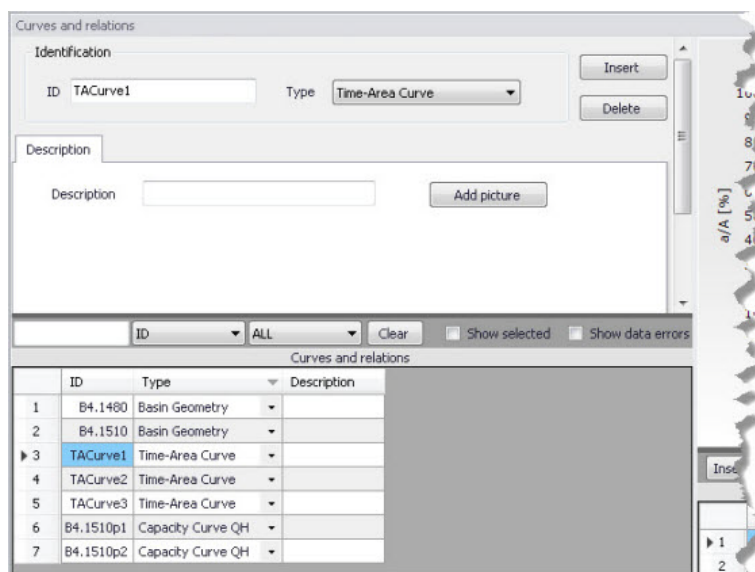 Curves and relations
Identification
ID TACurve1 Type Time-Area Curve
Insert
Delete
Description
Description Add picture
ID ALL Clear Show selected Show data errors
Curves and relations
ID Type Description
1 B4.1480 Basin Geometry
2 B4.1510 Basin Geometry
3 TACurve1 Time-Area Curve
4 TACurve2 Time-Area Curve
5 TACurve3 Time-Area Curve
6 B4.1510p1 Capacity Curve QH
7 B4.1510p2 Capacity Curve QH
a/A [%]
1
2